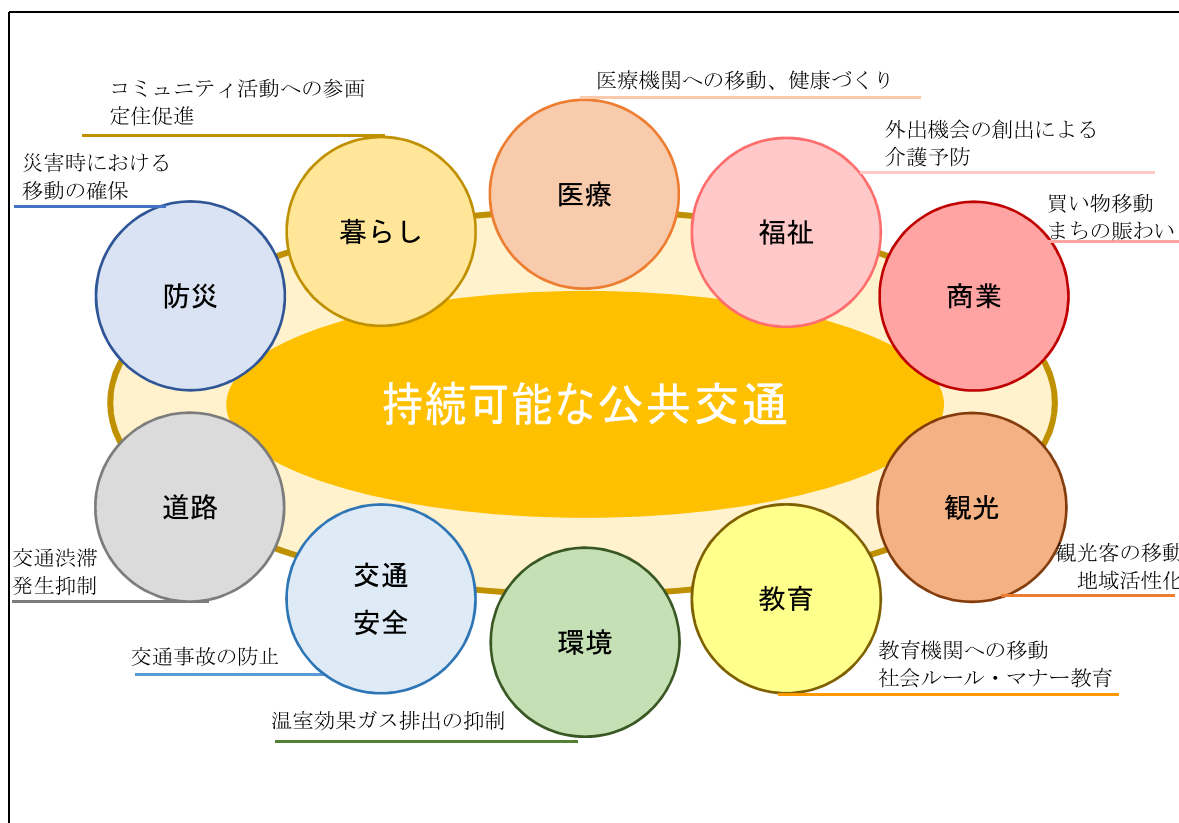 コミュニティ活動への参画
定住促進
医療機関への移動、健康づくり
外出機会の創出による
介護予防
災害時における
移動の確保
買い物移動
まちの賑わい
医療
暮らし
福祉
防災
商業
持続可能な公共交通
道路
観光
交通
安全
教育
環境
交通渋滞
発生抑制
観光客の移動
地域活性化
交通事故の防止
教育機関への移動
社会ルール・マナー教育
温室効果ガス排出の抑制